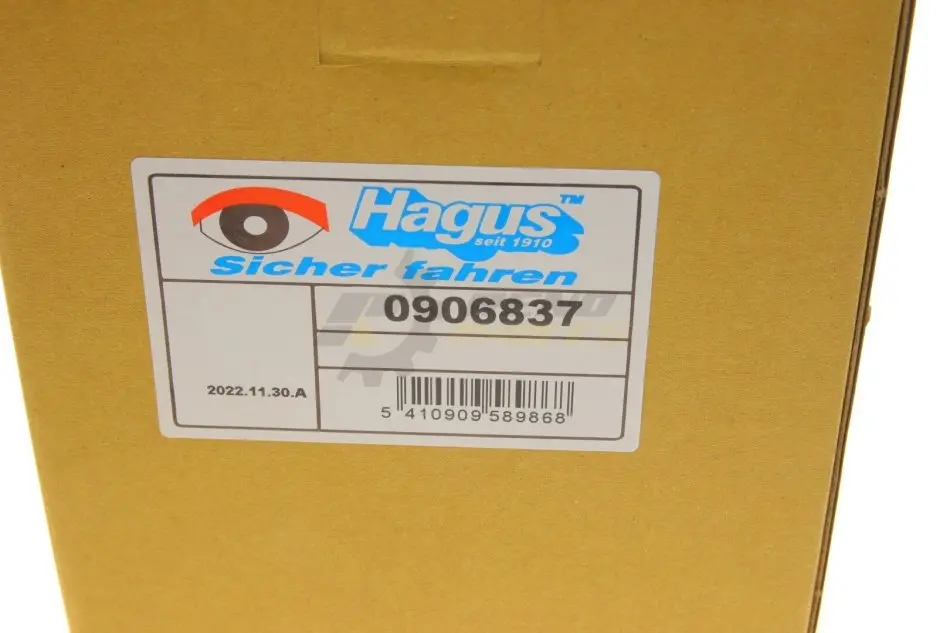 Hagus™
seit 1910
Sicher fahren
0906837
2022.11.30.A
5 410909 589868